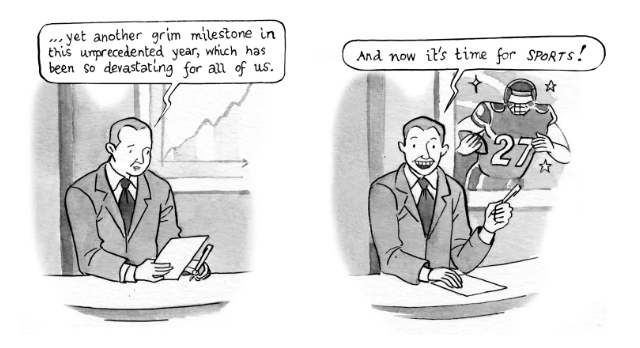 ...yet another grim milestone in
this unprecedented year, which has
been so devastating for all of us.
And now it's time for SPORTS!
27